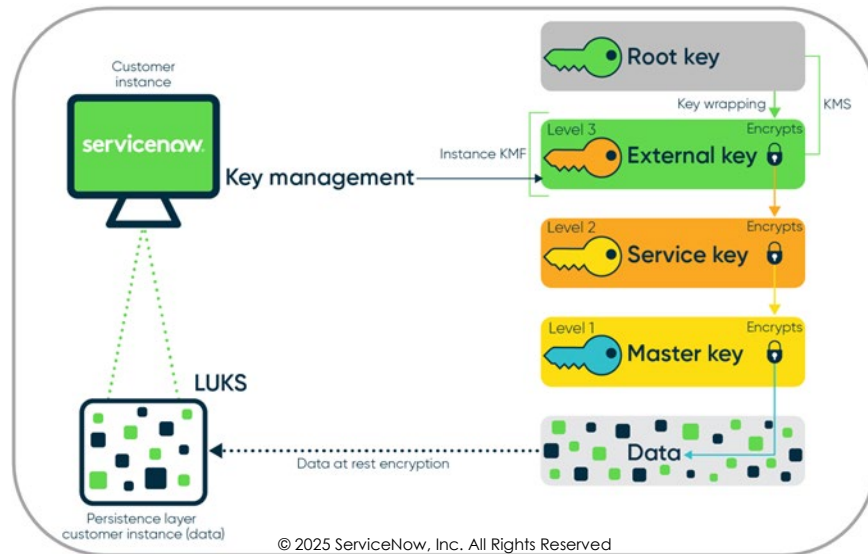 Customer
instance
servicenow.
Key management
Instance KMF
Root key
Key wrapping
KMS
Level 3
Encrypts
External key
Level 2
Encrypts
Service key
Level 1
Encrypts
Master key
LUKS
Data
Data at rest encryption
Persistence layer
customer instance (data)
© 2025 ServiceNow, Inc. All Rights Reserved